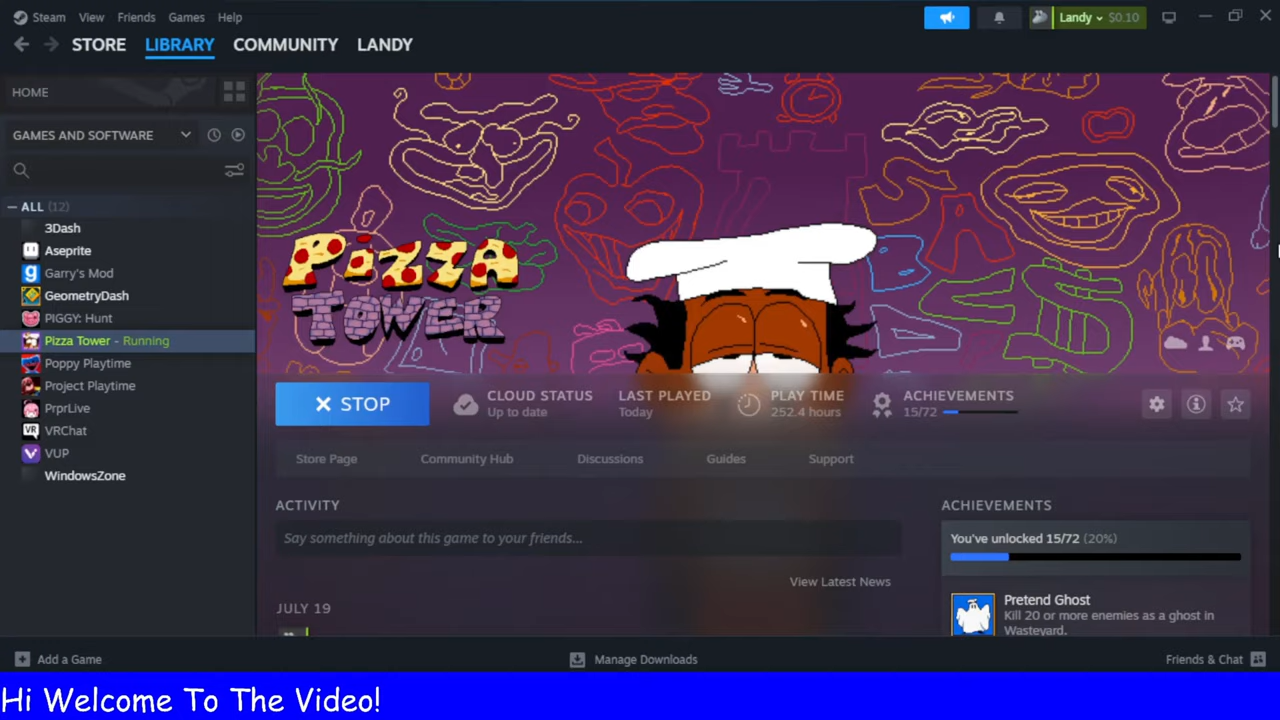 Steam View Friends Games Help
Landy $0.10
STORE LIBRARY COMMUNITY LANDY
HOME
GAMES AND SOFTWARE
ALL (12)
3Dash
Aseprite
Garry's Mod
GeometryDash
PIGGY: Hunt
Pizza Tower - Running
Poppy Playtime
Project Playtime
PrprLive
VRChat
VUP
WindowsZone
PIZZA
TOWER
STOP
CLOUD STATUS
Up to date
LAST PLAYED
Today
PLAY TIME
252.4 hours
ACHIEVEMENTS
15/72
Store Page Community Hub Discussions Guides Support
ACTIVITY
Say something about this game to your friends...
View Latest News
JULY 19
ACHIEVEMENTS
You've unlocked 15/72 (20%)
Pretend Ghost
Kill 20 or more enemies as a ghost in
Wasteyard.
Add a Game
Manage Downloads
Friends & Chat
Hi Welcome To The Video!